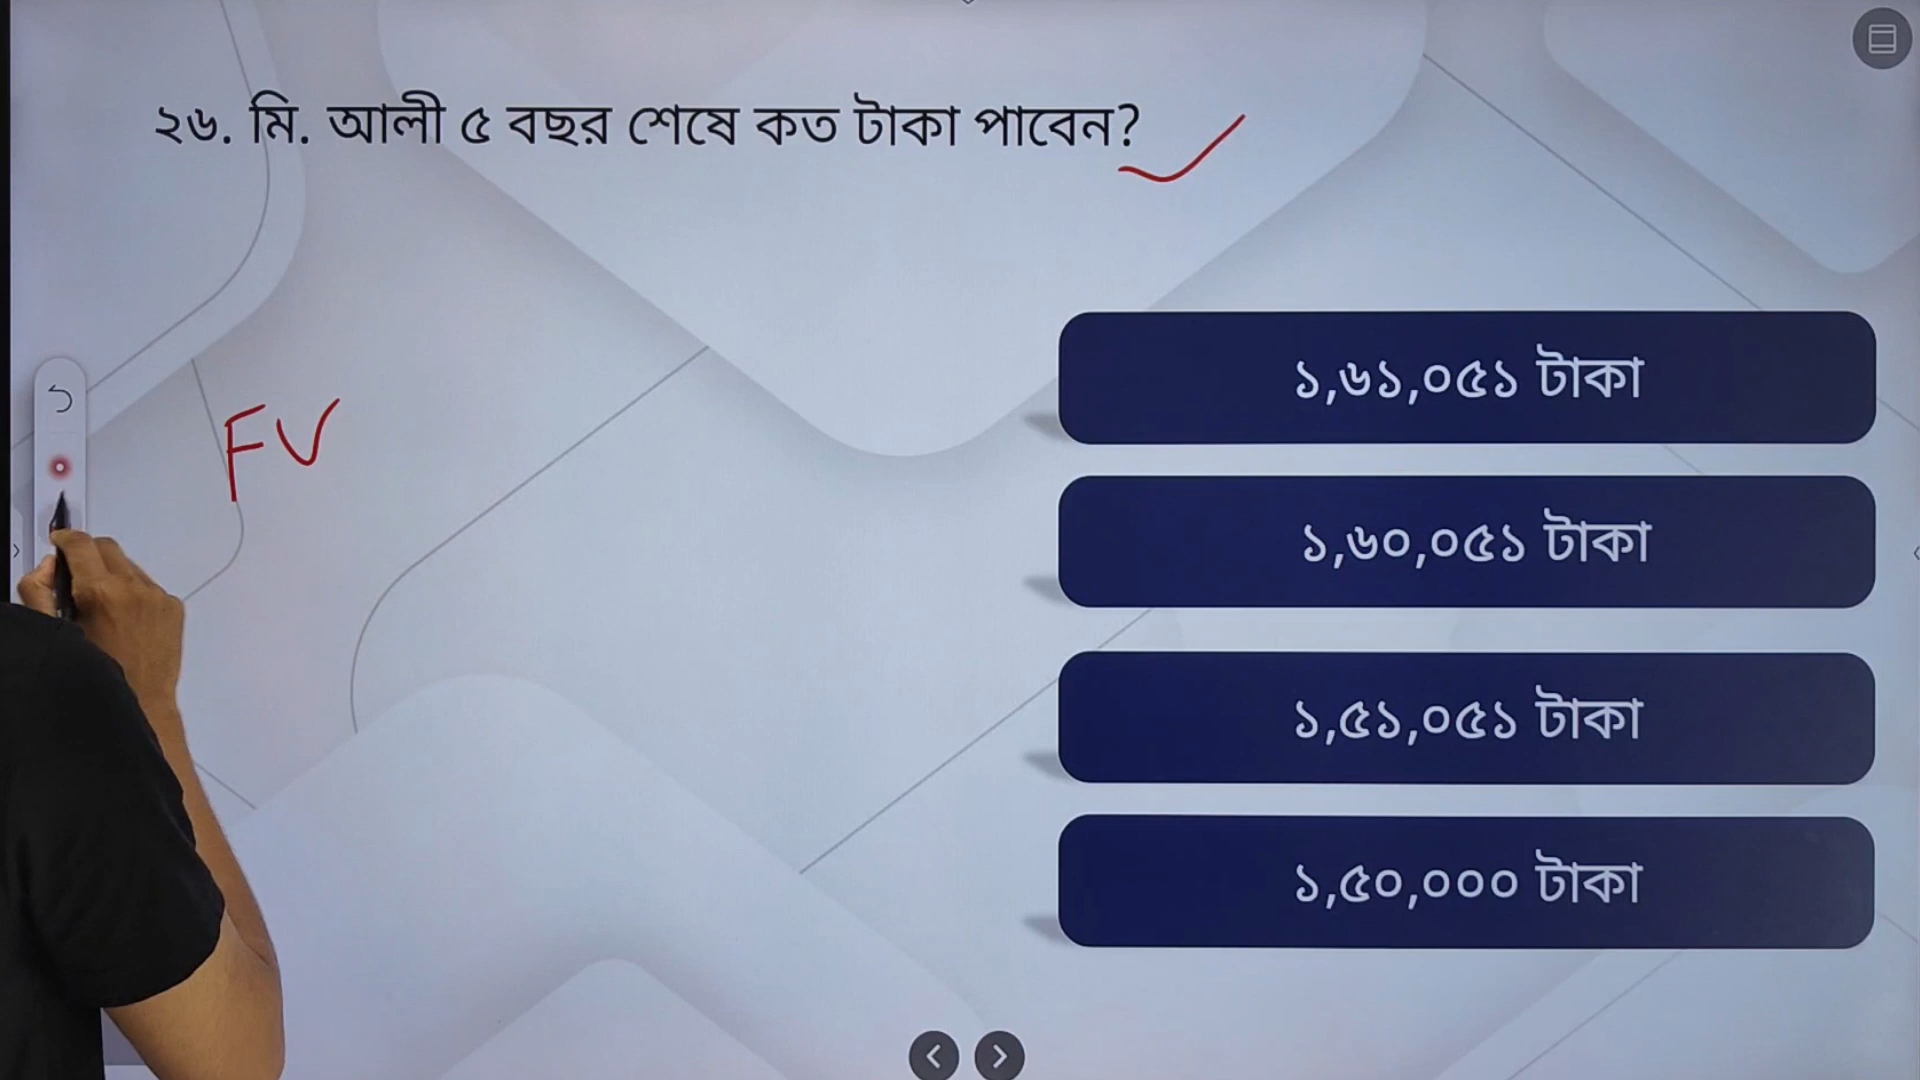 ২৬. মি. আলী ৫ বছর শেষে কত টাকা পাবেন?
FV
১,৬১,০৫১ টাকা
১,৬০,০৫১ টাকা
১,৫১,০৫১ টাকা
১,৫০,০০০ টাকা